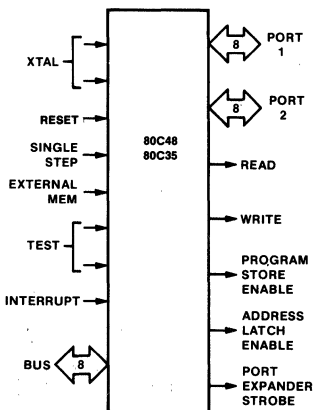 XTAL
RESET
SINGLE
STEP
EXTERNAL
MEM
TEST
INTERRUPT
BUS 8
80C48
80C35
8 PORT
1
8 PORT
2
READ
WRITE
PROGRAM
STORE
ENABLE
ADDRESS
LATCH
ENABLE
PORT
EXPANDER
STROBE